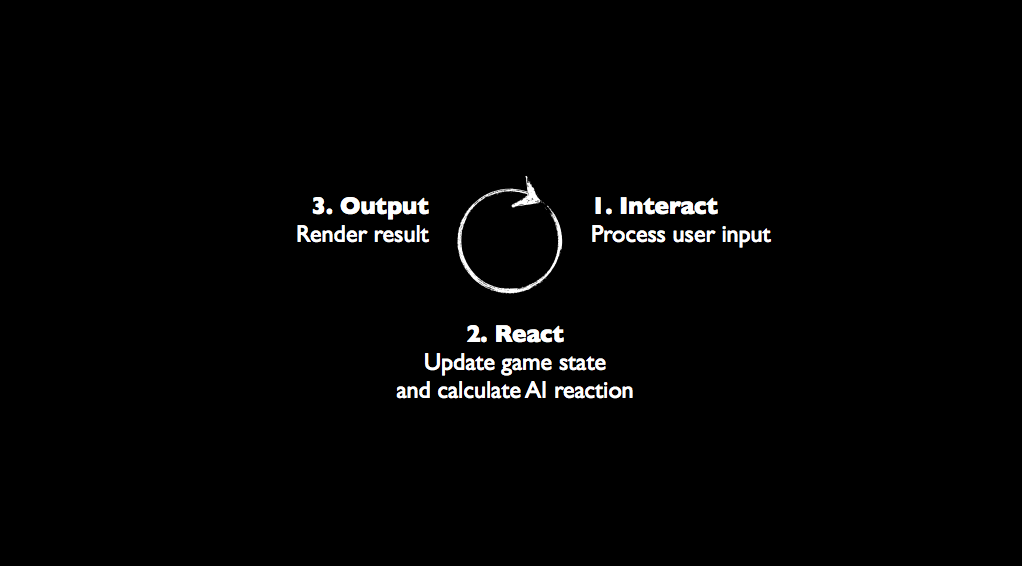 1. Interact
Process user input
2. React
Update game state
and calculate AI reaction
3. Output
Render result